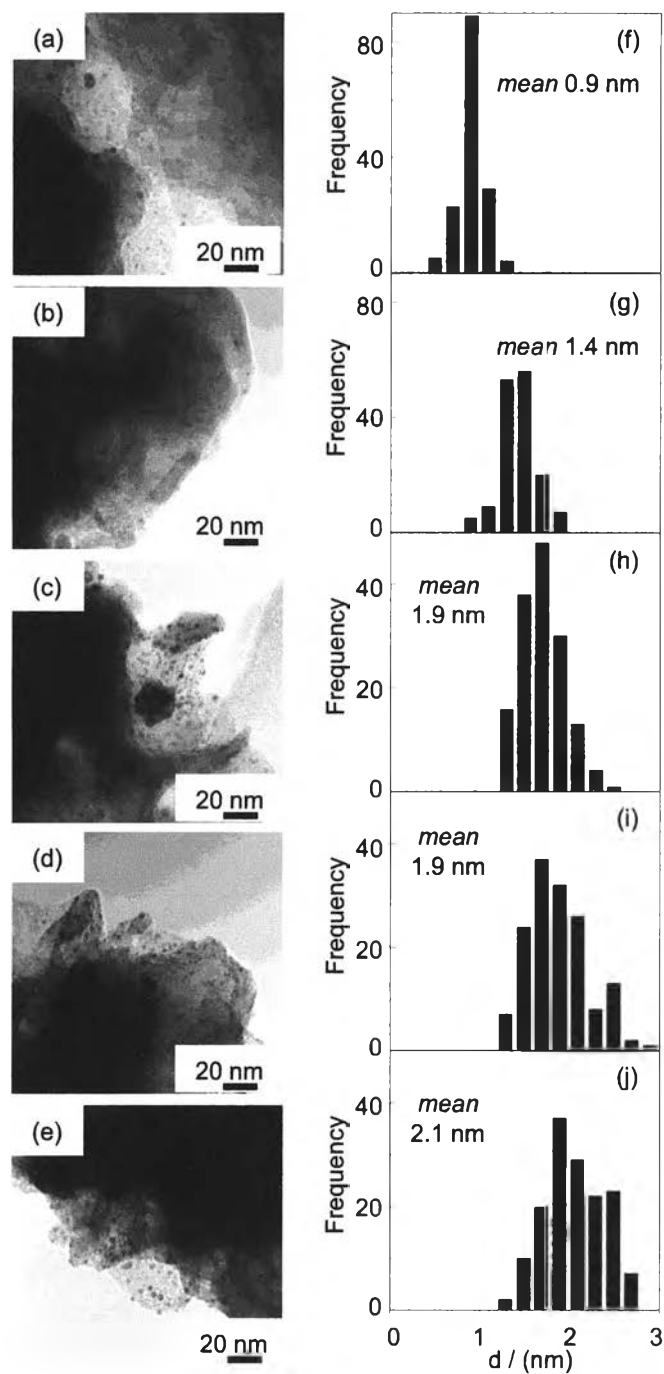 (a)
20 nm
(b)
20 nm
(c)
20 nm
(d)
20 nm
(e)
20 nm
(f)
mean 0.9 nm
Frequency
80
40
0
(g)
mean 1.4 nm
Frequency
80
40
0
(h)
mean
1.9 nm
Frequency
40
20
0
(i)
mean
1.9 nm
Frequency
40
20
0
(j)
mean
2.1 nm
Frequency
40
20
0
0 1 2 3
d / (nm)